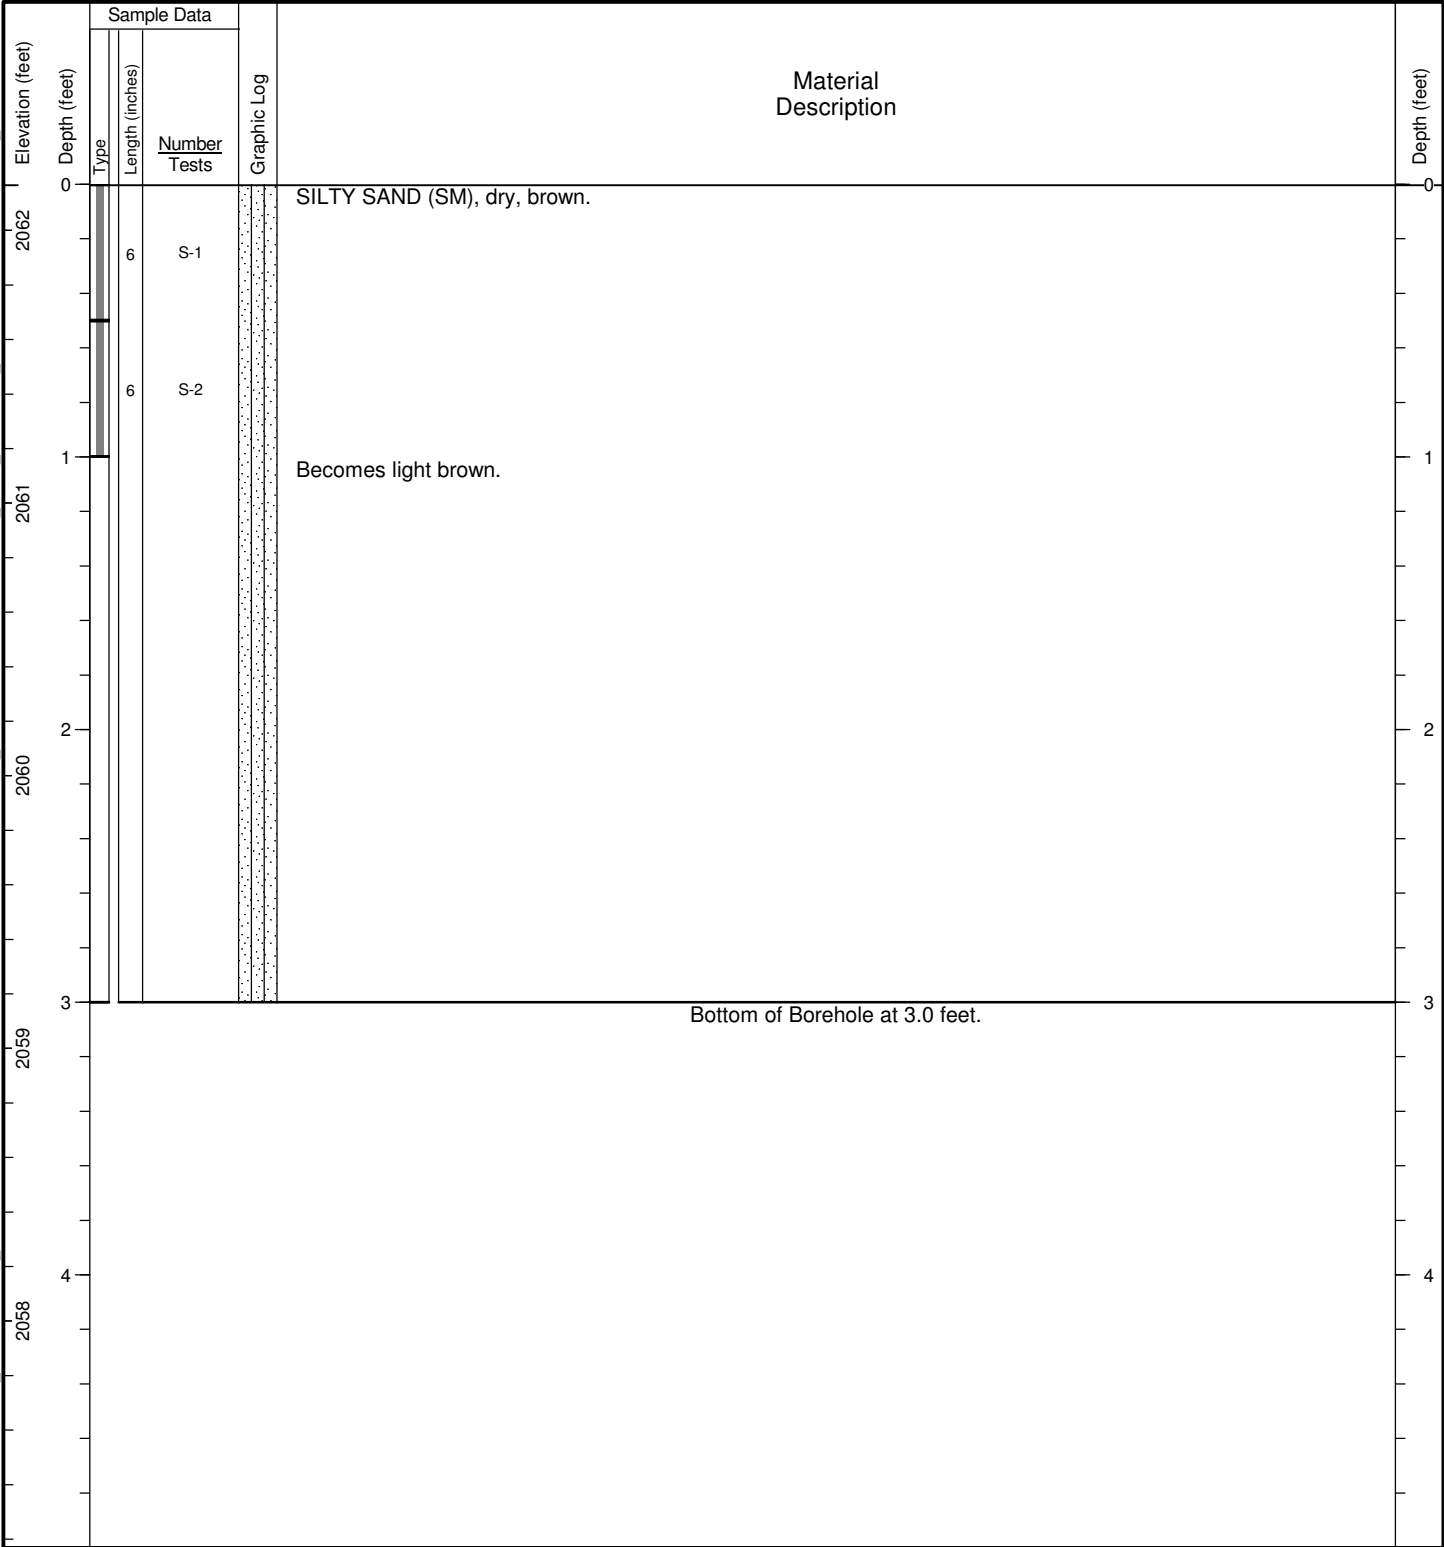 Sample Data
Elevation (feet)
Depth (feet)
Type
Length (inches)
Number
Tests
Graphic Log
Material
Description
Depth (feet)
0
SILTY SAND (SM), dry, brown.
0
2062
6
S-1
6
S-2
1
Becomes light brown.
1
2061
2
2
2060
3
Bottom of Borehole at 3.0 feet.
3
2059
4
4
2058